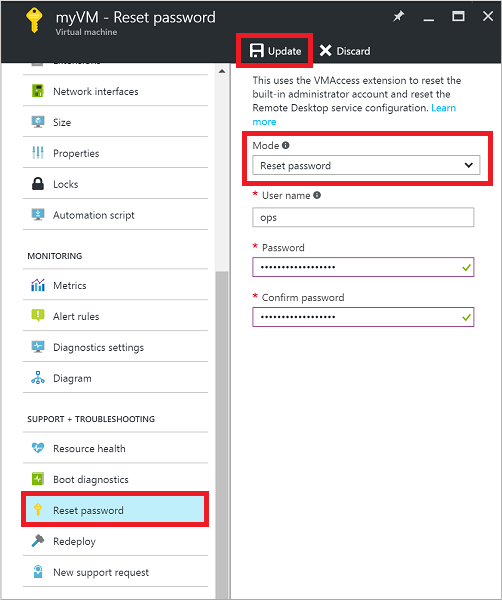 myVM - Reset password
Virtual machine
Update
Discard
Extensions
Network interfaces
Size
Properties
Locks
Automation script
MONITORING
Metrics
Alert rules
Diagnostics settings
Diagram
SUPPORT + TROUBLESHOOTING
Resource health
Boot diagnostics
Reset password
Redeploy
New support request
This uses the VMAccess extension to reset the
built-in administrator account and reset the
Remote Desktop service configuration. Learn
more
Mode
Reset password
* User name
ops
* Password
••••••••••••••••••
* Confirm password
••••••••••••••••••